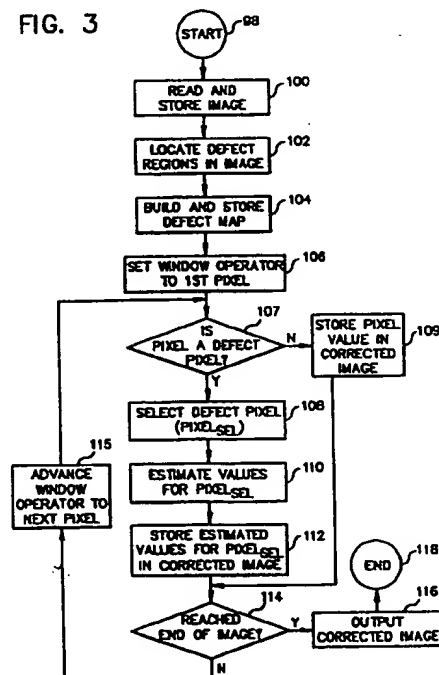 FIG. 3
START
98
READ AND
STORE IMAGE
100
LOCATE DEFECT
REGIONS IN IMAGE
102
BUILD AND STORE
DEFECT MAP
104
SET WINDOW OPERATOR
TO 1ST PIXEL
106
IS
PIXEL A DEFECT
PIXEL?
107
N
STORE PIXEL
VALUE IN
CORRECTED
IMAGE
109
Y
SELECT DEFECT PIXEL
(PIXELSEL)
108
ADVANCE
WINDOW
OPERATOR TO
NEXT PIXEL
115
ESTIMATE VALUES
FOR PIXELSEL
110
STORE ESTIMATED
VALUES FOR PIXELSEL
IN CORRECTED IMAGE
112
END
118
REACHED
END OF IMAGE?
114
Y
OUTPUT
CORRECTED IMAGE
116
N